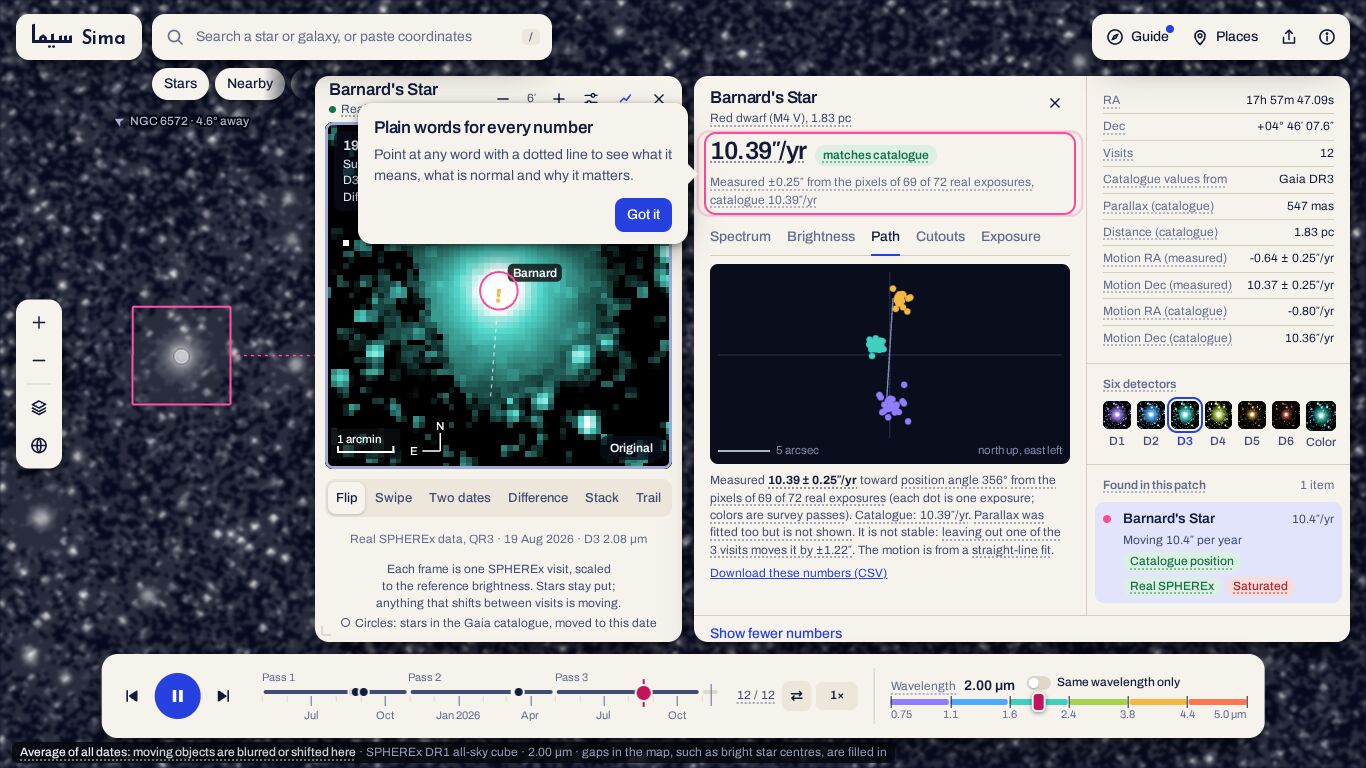 سيما Sima
Search a star or galaxy, or paste coordinates /
Guide Places
Stars Nearby
NGC 6572 · 4.6° away
Barnard's Star
6′
Plain words for every number
Point at any word with a dotted line to see what it
means, what is normal and why it matters.
Got it
Barnard
1 arcmin
N
E
Original
Flip Swipe Two dates Difference Stack Trail
Real SPHEREx data, QR3 · 19 Aug 2026 · D3 2.08 µm
Each frame is one SPHEREx visit, scaled
to the reference brightness. Stars stay put;
anything that shifts between visits is moving.
Circles: stars in the Gaia catalogue, moved to this date
Barnard's Star
Red dwarf (M4 V), 1.83 pc
10.39″/yr matches catalogue
Measured ±0.25″ from the pixels of 69 of 72 real exposures,
catalogue 10.39″/yr
Spectrum Brightness Path Cutouts Exposure
5 arcsec north up, east left
Measured 10.39 ± 0.25″/yr toward position angle 356° from the
pixels of 69 of 72 real exposures (each dot is one exposure;
colors are survey passes). Catalogue: 10.39″/yr. Parallax was
fitted too but is not shown. It is not stable: leaving out one of the
3 visits moves it by ±1.22″. The motion is from a straight-line fit.
Download these numbers (CSV)
Show fewer numbers
RA 17h 57m 47.09s
Dec +04° 46′ 07.6″
Visits 12
Catalogue values from Gaia DR3
Parallax (catalogue) 547 mas
Distance (catalogue) 1.83 pc
Motion RA (measured) -0.64 ± 0.25″/yr
Motion Dec (measured) 10.37 ± 0.25″/yr
Motion RA (catalogue) -0.80″/yr
Motion Dec (catalogue) 10.36″/yr
Six detectors
D1 D2 D3 D4 D5 D6 Color
Found in this patch 1 item
Barnard's Star 10.4″/yr
Moving 10.4″ per year
Catalogue position
Real SPHEREx Saturated
Pass 1 Pass 2 Pass 3
Jul Oct Jan 2026 Apr Jul Oct
12 / 12 1×
Wavelength 2.00 µm Same wavelength only
0.75 1.1 1.6 2.4 3.8 4.4 5.0 µm
Average of all dates: moving objects are blurred or shifted here · SPHEREx DR1 all-sky cube · 2.00 µm · gaps in the map, such as bright star centres, are filled in